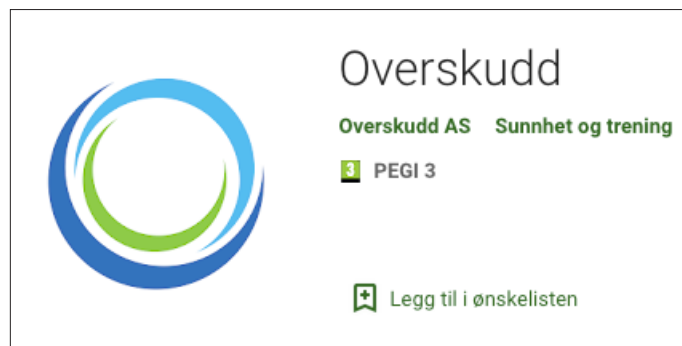 Overskudd
Overskudd AS Sunnhet og trening
3 PEGI 3
Legg til i ønskelisten